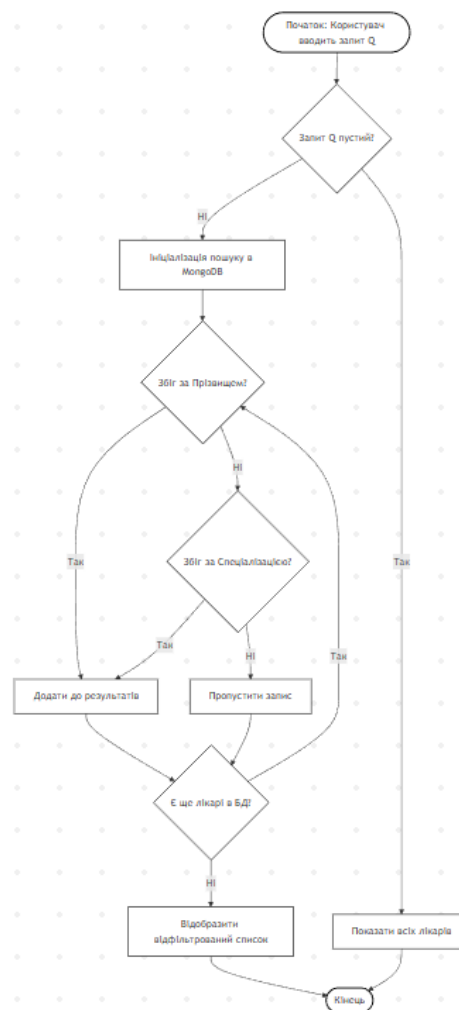 Початок: Користувач
вводить запит Q
Запит Q пустий?
НІ
Ініціалізація пошуку в
MongoDB
Збіг за Прізвищем?
НІ
Збіг за Спеціалізацією?
Так
Так
Так
НІ
Так
Додати до результатів
Пропустити запис
Є ще лікарі в БД?
НІ
Відобразити
відфільтрований список
Показати всіх лікарів
Кінець